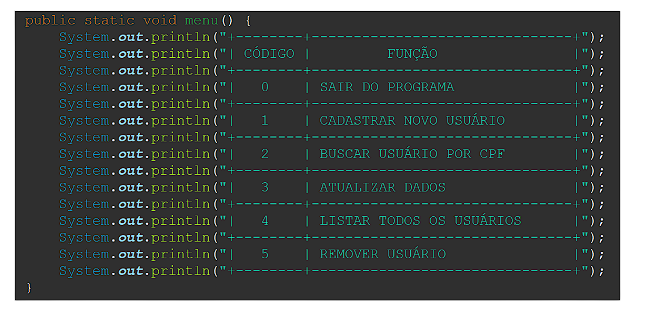 public static void menu() {
System.out.println("+--------+-------------------------------+");
System.out.println("| CÓDIGO |         FUNÇÃO                |");
System.out.println("+--------+-------------------------------+");
System.out.println("|   0    | SAIR DO PROGRAMA              |");
System.out.println("+--------+-------------------------------+");
System.out.println("|   1    | CADASTRAR NOVO USUÁRIO        |");
System.out.println("+--------+-------------------------------+");
System.out.println("|   2    | BUSCAR USUÁRIO POR CPF        |");
System.out.println("+--------+-------------------------------+");
System.out.println("|   3    | ATUALIZAR DADOS               |");
System.out.println("+--------+-------------------------------+");
System.out.println("|   4    | LISTAR TODOS OS USUÁRIOS      |");
System.out.println("+--------+-------------------------------+");
System.out.println("|   5    | REMOVER USUÁRIO               |");
System.out.println("+--------+-------------------------------+");
}